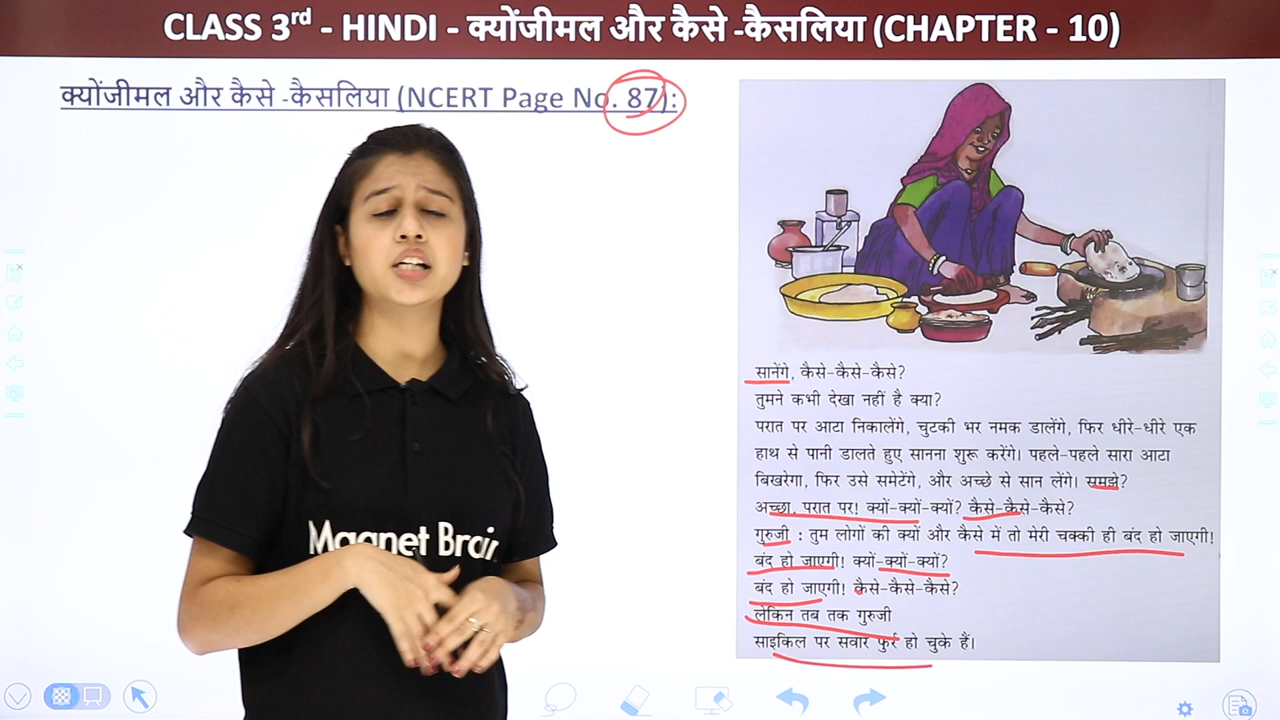 CLASS 3rd - HINDI - क्योंजीमल और कैसे -कैसलिया (CHAPTER - 10)
क्योंजीमल और कैसे -कैसलिया (NCERT Page No. 87):
सानेंगे, कैसे-कैसे-कैसे?
तुमने कभी देखा नहीं है क्या?
परात पर आटा निकालेंगे, चुटकी भर नमक डालेंगे, फिर धीरे-धीरे एक
हाथ से पानी डालते हुए सानना शुरू करेंगे। पहले-पहले सारा आटा
बिखरेगा, फिर उसे समेटेंगे, और अच्छे से सान लेंगे। समझे?
अच्छा, परात पर! क्यों-क्यों-क्यों? कैसे-कैसे-कैसे?
गुरुजी : तुम लोगों की क्यों और कैसे में तो मेरी चक्की ही बंद हो जाएगी!
बंद हो जाएगी! क्यों-क्यों-क्यों?
बंद हो जाएगी! कैसे-कैसे-कैसे?
लेकिन तब तक गुरुजी
साइकिल पर सवार फुर्र हो चुके हैं।
Magnet Brain